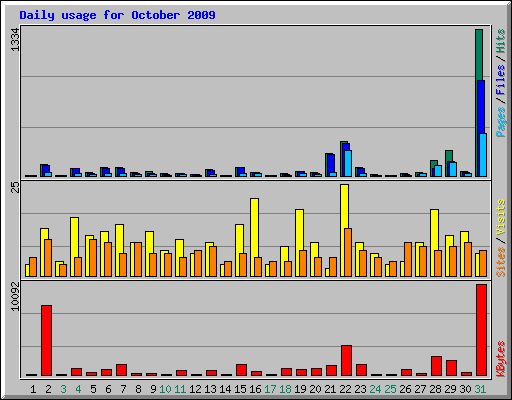 Daily usage for October 2009
1334
Pages / Files / Hits
25
Sites / Visits
10092
KBytes
1 2 3 4 5 6 7 8 9 10 11 12 13 14 15 16 17 18 19 20 21 22 23 24 25 26 27 28 29 30 31